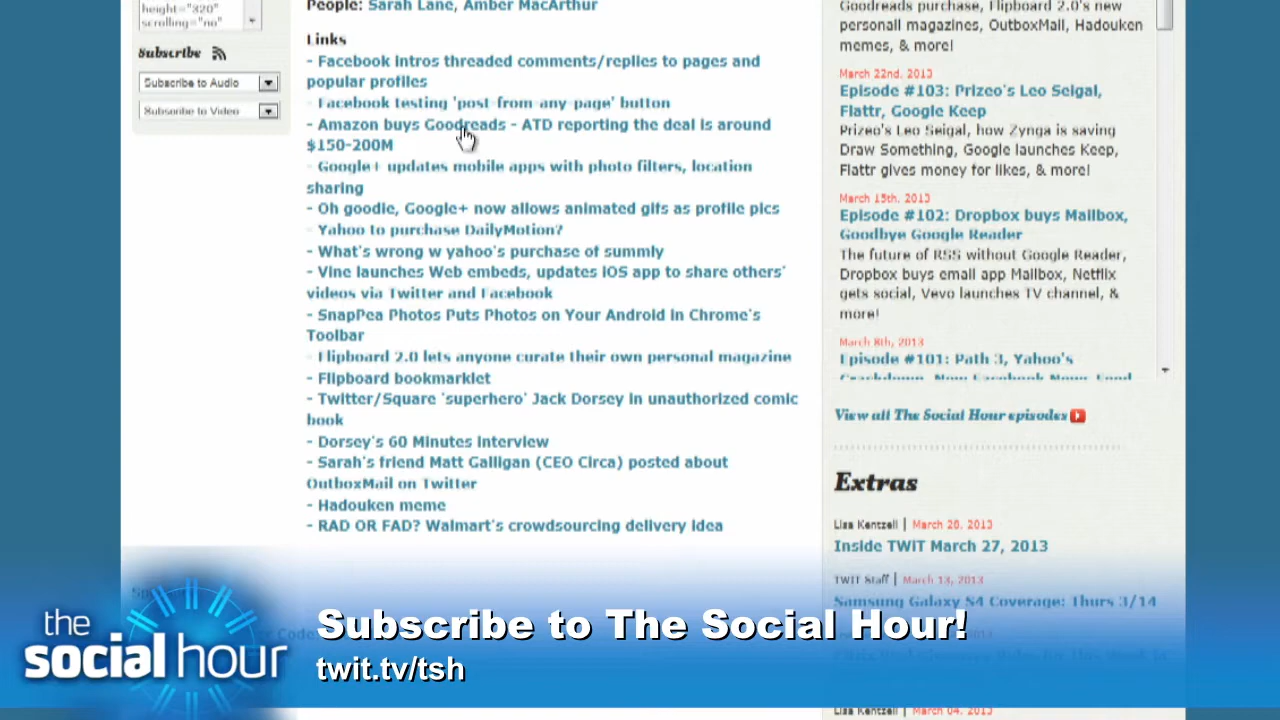 height="320"
scrolling="no"
Subscribe
Subscribe to Audio
Subscribe to Video
People: Sarah Lane, Amber MacArthur
Links
- Facebook intros threaded comments/replies to pages and
popular profiles
- Facebook testing 'post-from-any-page' button
- Amazon buys Goodreads - ATD reporting the deal is around
$150-200M
- Google+ updates mobile apps with photo filters, location
sharing
- Oh goodie, Google+ now allows animated gifs as profile pics
- Yahoo to purchase DailyMotion?
- What's wrong w yahoo's purchase of summly
- Vine launches Web embeds, updates iOS app to share others'
videos via Twitter and Facebook
- SnapPea Photos Puts Photos on Your Android in Chrome's
Toolbar
- Flipboard 2.0 lets anyone curate their own personal magazine
- Flipboard bookmarklet
- Twitter/Square 'superhero' Jack Dorsey in unauthorized comic
book
- Dorsey's 60 Minutes Interview
- Sarah's friend Matt Galligan (CEO Circa) posted about
OutboxMail on Twitter
- Hadouken meme
- RAD OR FAD? Walmart's crowdsourcing delivery idea
Goodreads purchase, Flipboard 2.0's new
personall magazines, OutboxMail, Hadouken
memes, & more!
March 22nd, 2013
Episode #103: Prizeo's Leo Seigal,
Flattr, Google Keep
Prizeo's Leo Seigal, how Zynga is saving
Draw Something, Google launches Keep,
Flattr gives money for likes, & more!
March 15th, 2013
Episode #102: Dropbox buys Mailbox,
Goodbye Google Reader
The future of RSS without Google Reader,
Dropbox buys email app Mailbox, Netflix
gets social, Vevo launches TV channel, &
more!
March 8th, 2013
Episode #101: Path 3, Yahoo's
View all The Social Hour episodes
Extras
Lisa Kentzell | March 26, 2013
Inside TWiT March 27, 2013
TWiT Staff | March 13, 2013
Samsung Galaxy S4 Coverage: Thurs 3/14
Lisa Kentzell | March 04, 2013
the
social hour
Subscribe to The Social Hour!
twit.tv/tsh